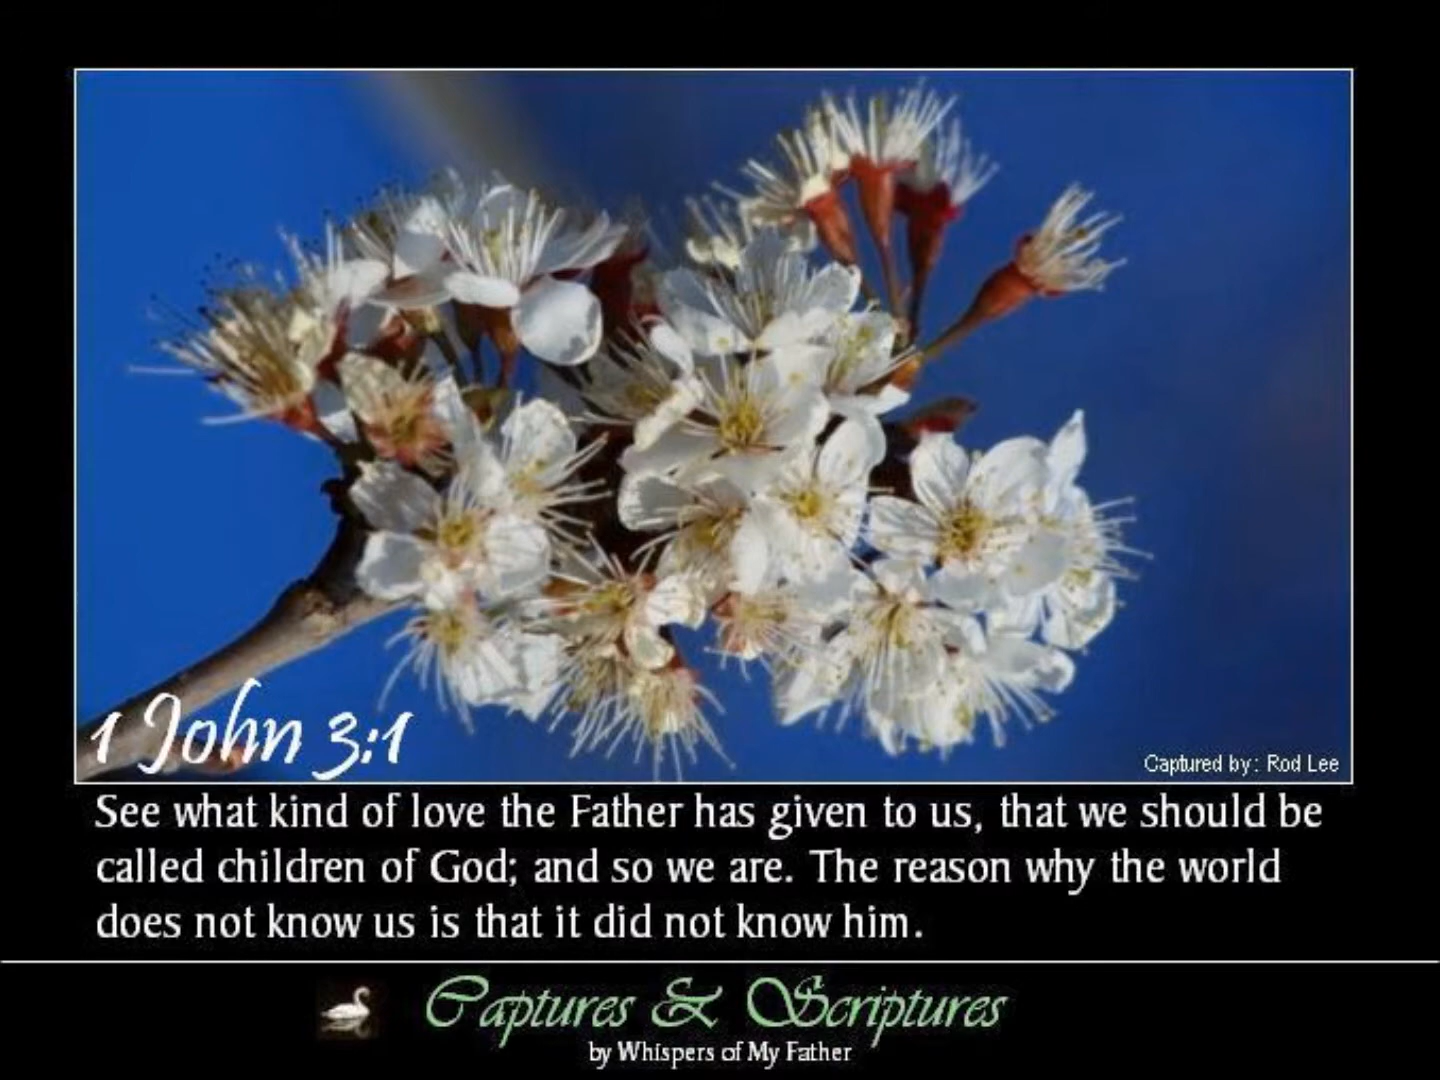 1 John 3:1
Captured by: Rod Lee
See what kind of love the Father has given to us, that we should be
called children of God; and so we are. The reason why the world
does not know us is that it did not know him.
Captures & Scriptures
by Whispers of My Father